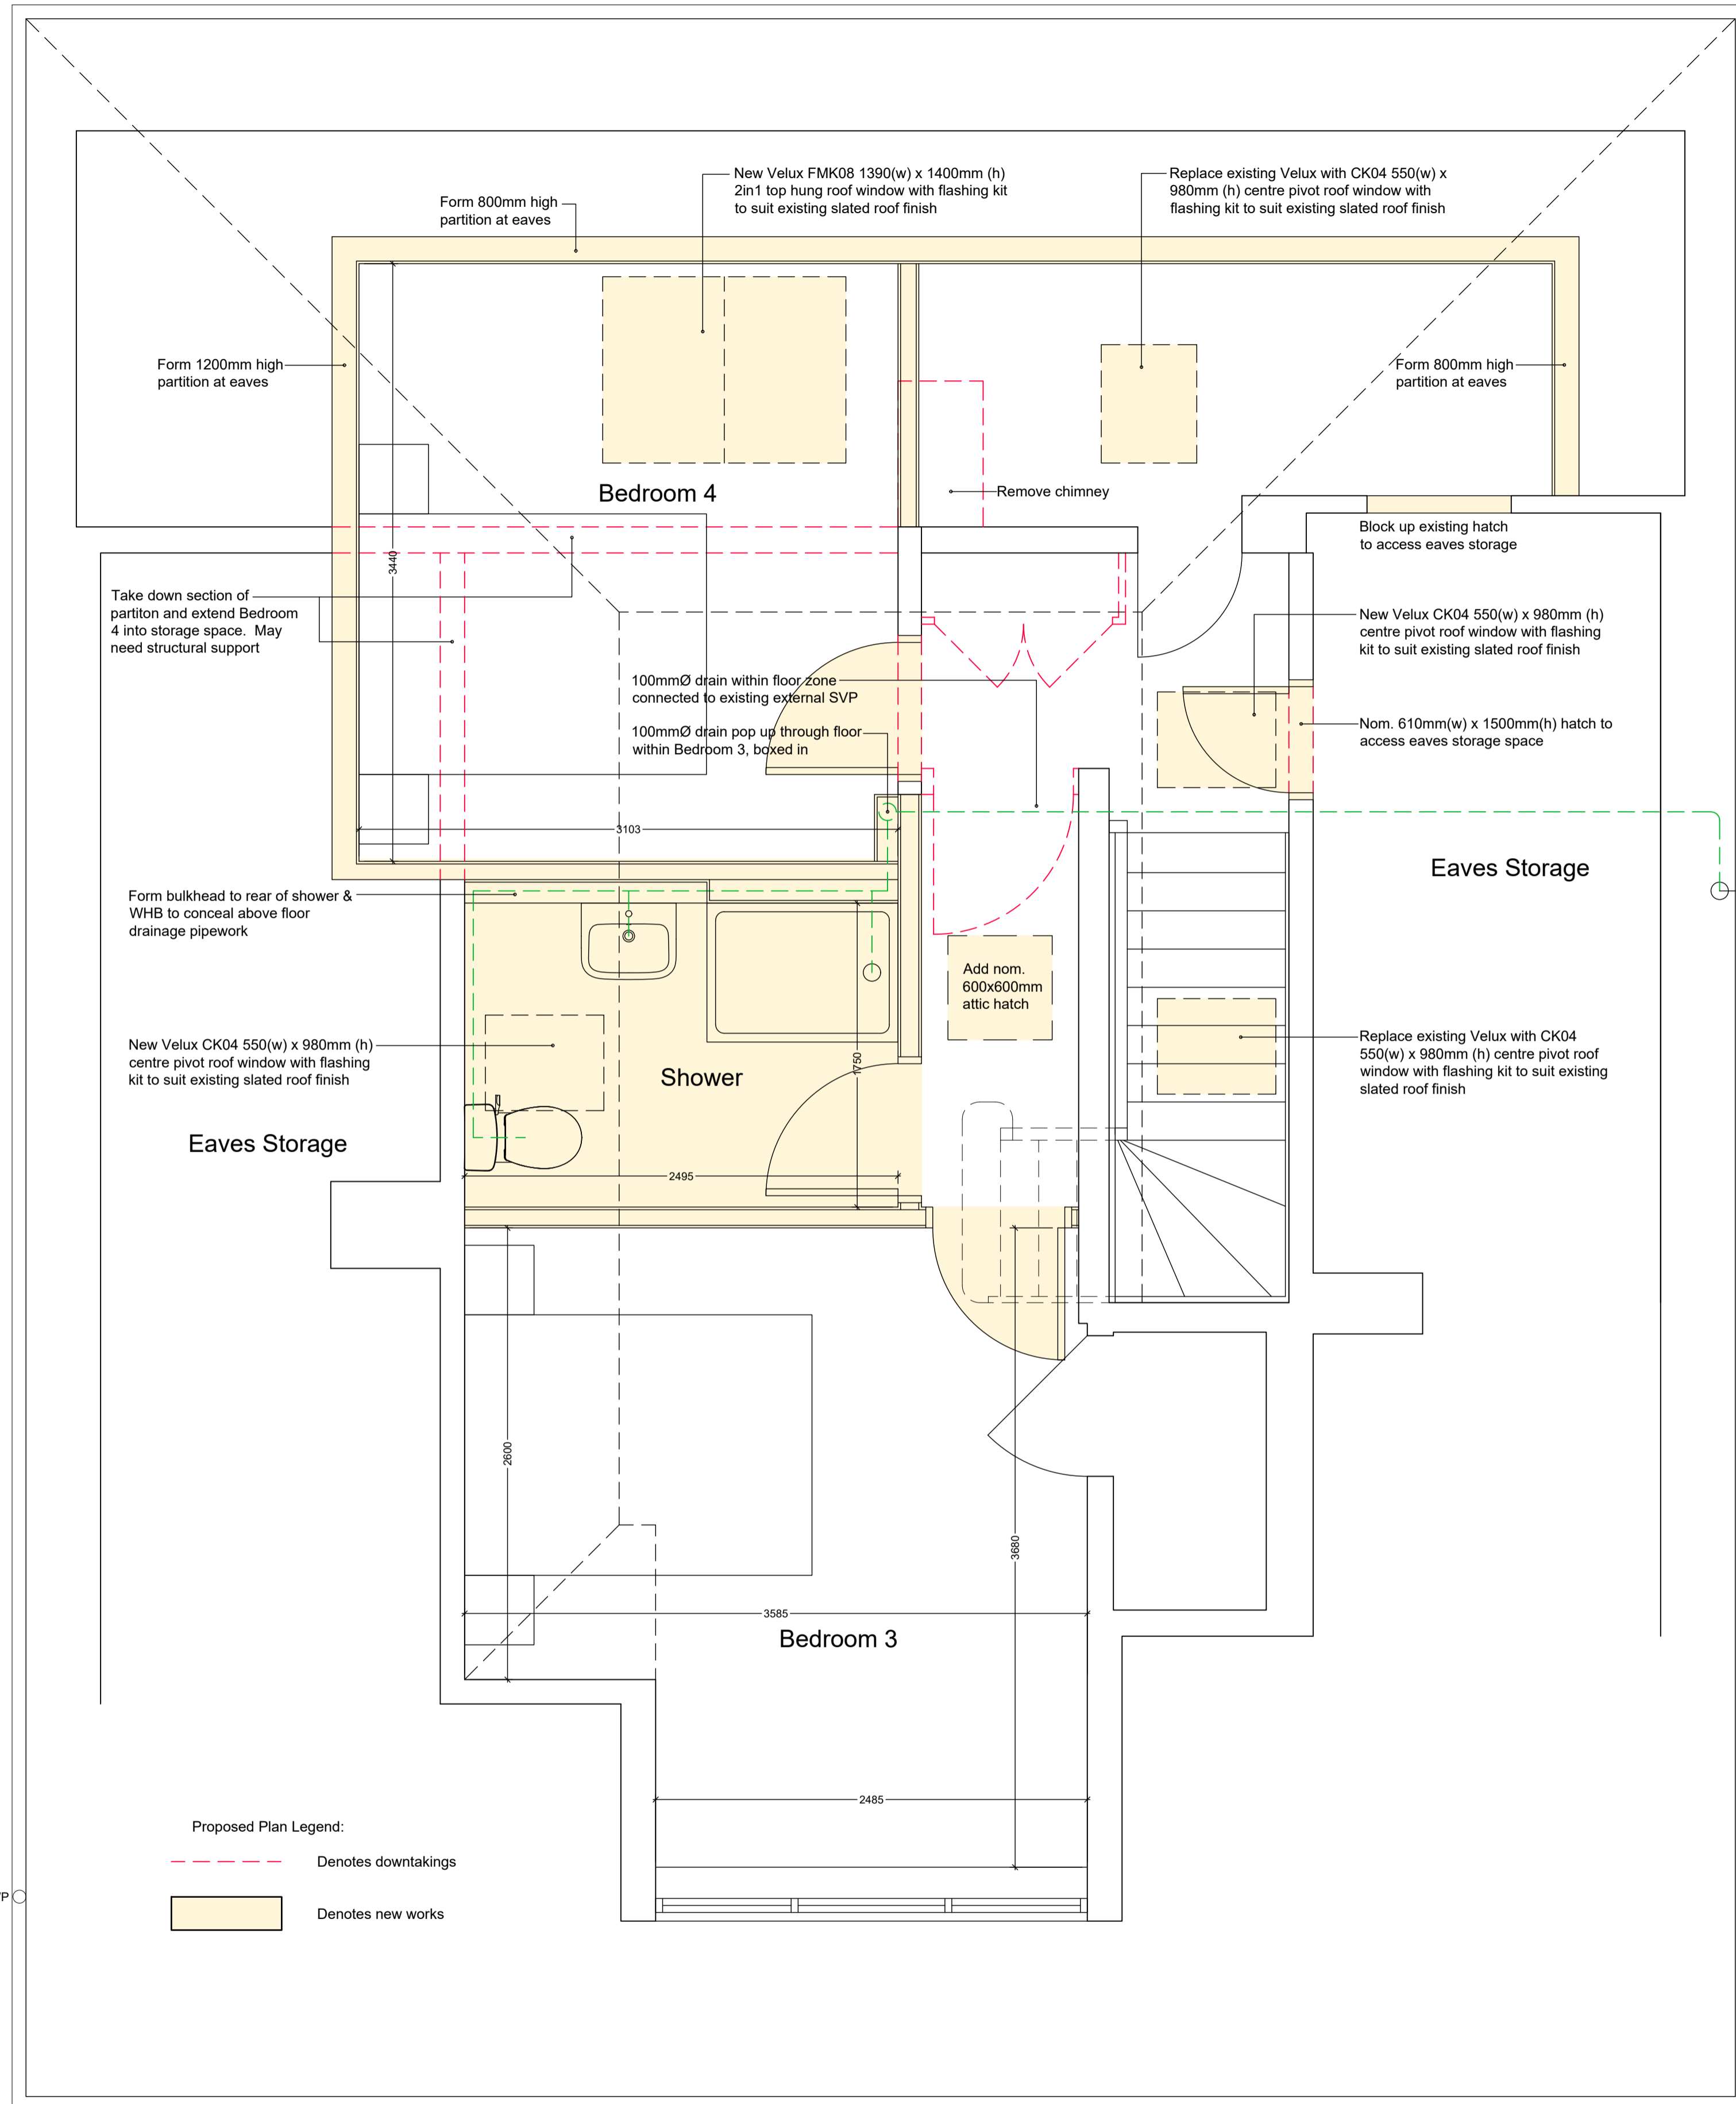 New Velux FMK08 1390(w) x 1400mm (h)
2in1 top hung roof window with flashing kit
to suit existing slated roof finish
Replace existing Velux with CK04 550(w) x
980mm (h) centre pivot roof window with
flashing kit to suit existing slated roof finish
Form 800mm high
partition at eaves
Form 1200mm high
partition at eaves
Form 800mm high
partition at eaves
Bedroom 4
Remove chimney
Block up existing hatch
to access eaves storage
3440
Take down section of
partiton and extend Bedroom
4 into storage space. May
need structural support
New Velux CK04 550(w) x 980mm (h)
centre pivot roof window with flashing
kit to suit existing slated roof finish
100mmØ drain within floor zone
connected to existing external SVP
100mmØ drain pop up through floor
within Bedroom 3, boxed in
Nom. 610mm(w) x 1500mm(h) hatch to
access eaves storage space
3103
Eaves Storage
Form bulkhead to rear of shower &
WHB to conceal above floor
drainage pipework
Add nom.
600x600mm
attic hatch
New Velux CK04 550(w) x 980mm (h)
centre pivot roof window with flashing
kit to suit existing slated roof finish
1750
Shower
Replace existing Velux with CK04
550(w) x 980mm (h) centre pivot roof
window with flashing kit to suit existing
slated roof finish
Eaves Storage
2495
2600
3680
3585
Bedroom 3
2485
Proposed Plan Legend:
Denotes downtakings
Denotes new works